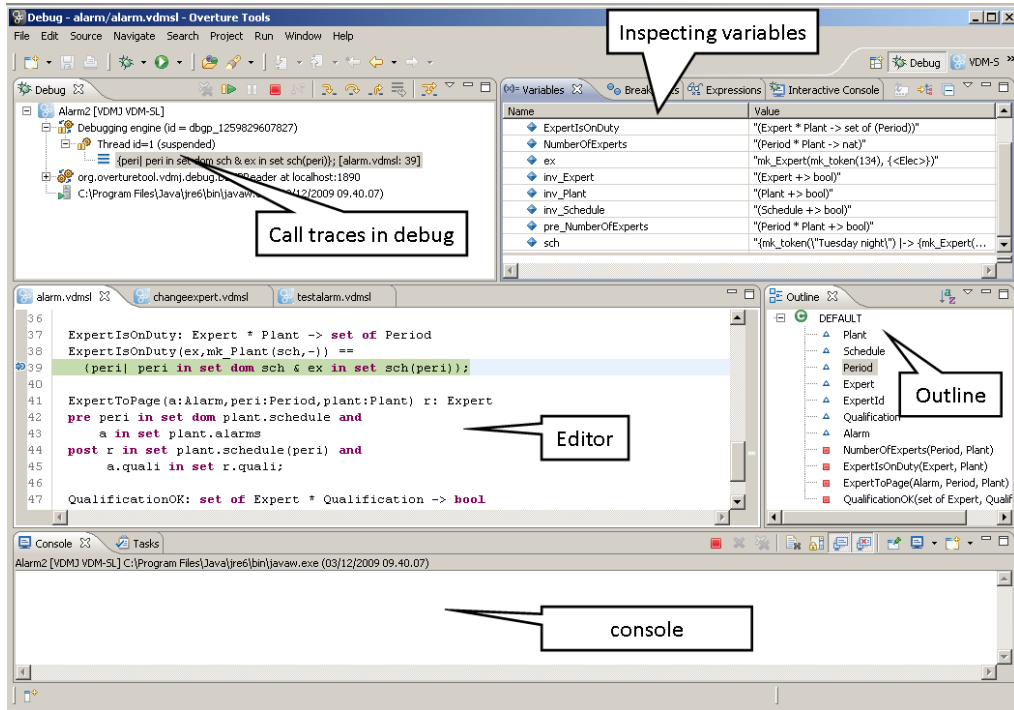 Debug - alarm/alarm.vdmsl - Overture Tools
File Edit Source Navigate Search Project Run Window Help
Inspecting variables
Debug VDM-S »
Debug
Alarm2 [VDMJ VDM-SL]
Debugging engine (id = dbgp_1259829607827)
Thread id=1 (suspended)
{peri| peri in set dom sch & ex in set sch(peri)}; [alarm.vdmsl: 39]
org.overturetool.vdmj.debug. Reader at localhost:1890
C:\Program Files\Java\jre6\bin\javaw. /2009 09.40.07)
Call traces in debug
(x)= Variables Expressions Interactive Console
Name Value
ExpertIsOnDuty "(Expert * Plant -> set of (Period))"
NumberOfExperts "(Period * Plant -> nat)"
ex "mk_Expert(mk_token(134), {<Elec>})"
inv_Expert "(Expert +> bool)"
inv_Plant "(Plant +> bool)"
inv_Schedule "(Schedule +> bool)"
pre_NumberOfExperts "(Period * Plant +> bool)"
sch "{mk_token(\"Tuesday night\") |-> {mk_Expert(...
alarm.vdmsl changeexpert.vdmsl testalarm.vdmsl
36
37 ExpertIsOnDuty: Expert * Plant -> set of Period
38 ExpertIsOnDuty(ex,mk_Plant(sch,-)) ==
39 {peri| peri in set dom sch & ex in set sch(peri)};
40
41 ExpertToPage(a:Alarm,peri:Period,plant:Plant) r: Expert
42 pre peri in set dom plant.schedule and
43 a in set plant.alarms
44 post r in set plant.schedule(peri) and
45 a.quali in set r.quali;
46
47 QualificationOK: set of Expert * Qualification -> bool
Editor
Outline
DEFAULT
Plant
Schedule
Period
Expert
ExpertId
Qualification
Alarm
NumberOfExperts(Period, Plant)
ExpertIsOnDuty(Expert, Plant)
ExpertToPage(Alarm, Period, Plant)
QualificationOK(set of Expert, Qualif
Outline
Console Tasks
Alarm2 [VDMJ VDM-SL] C:\Program Files\Java\jre6\bin\javaw.exe (03/12/2009 09.40.07)
console